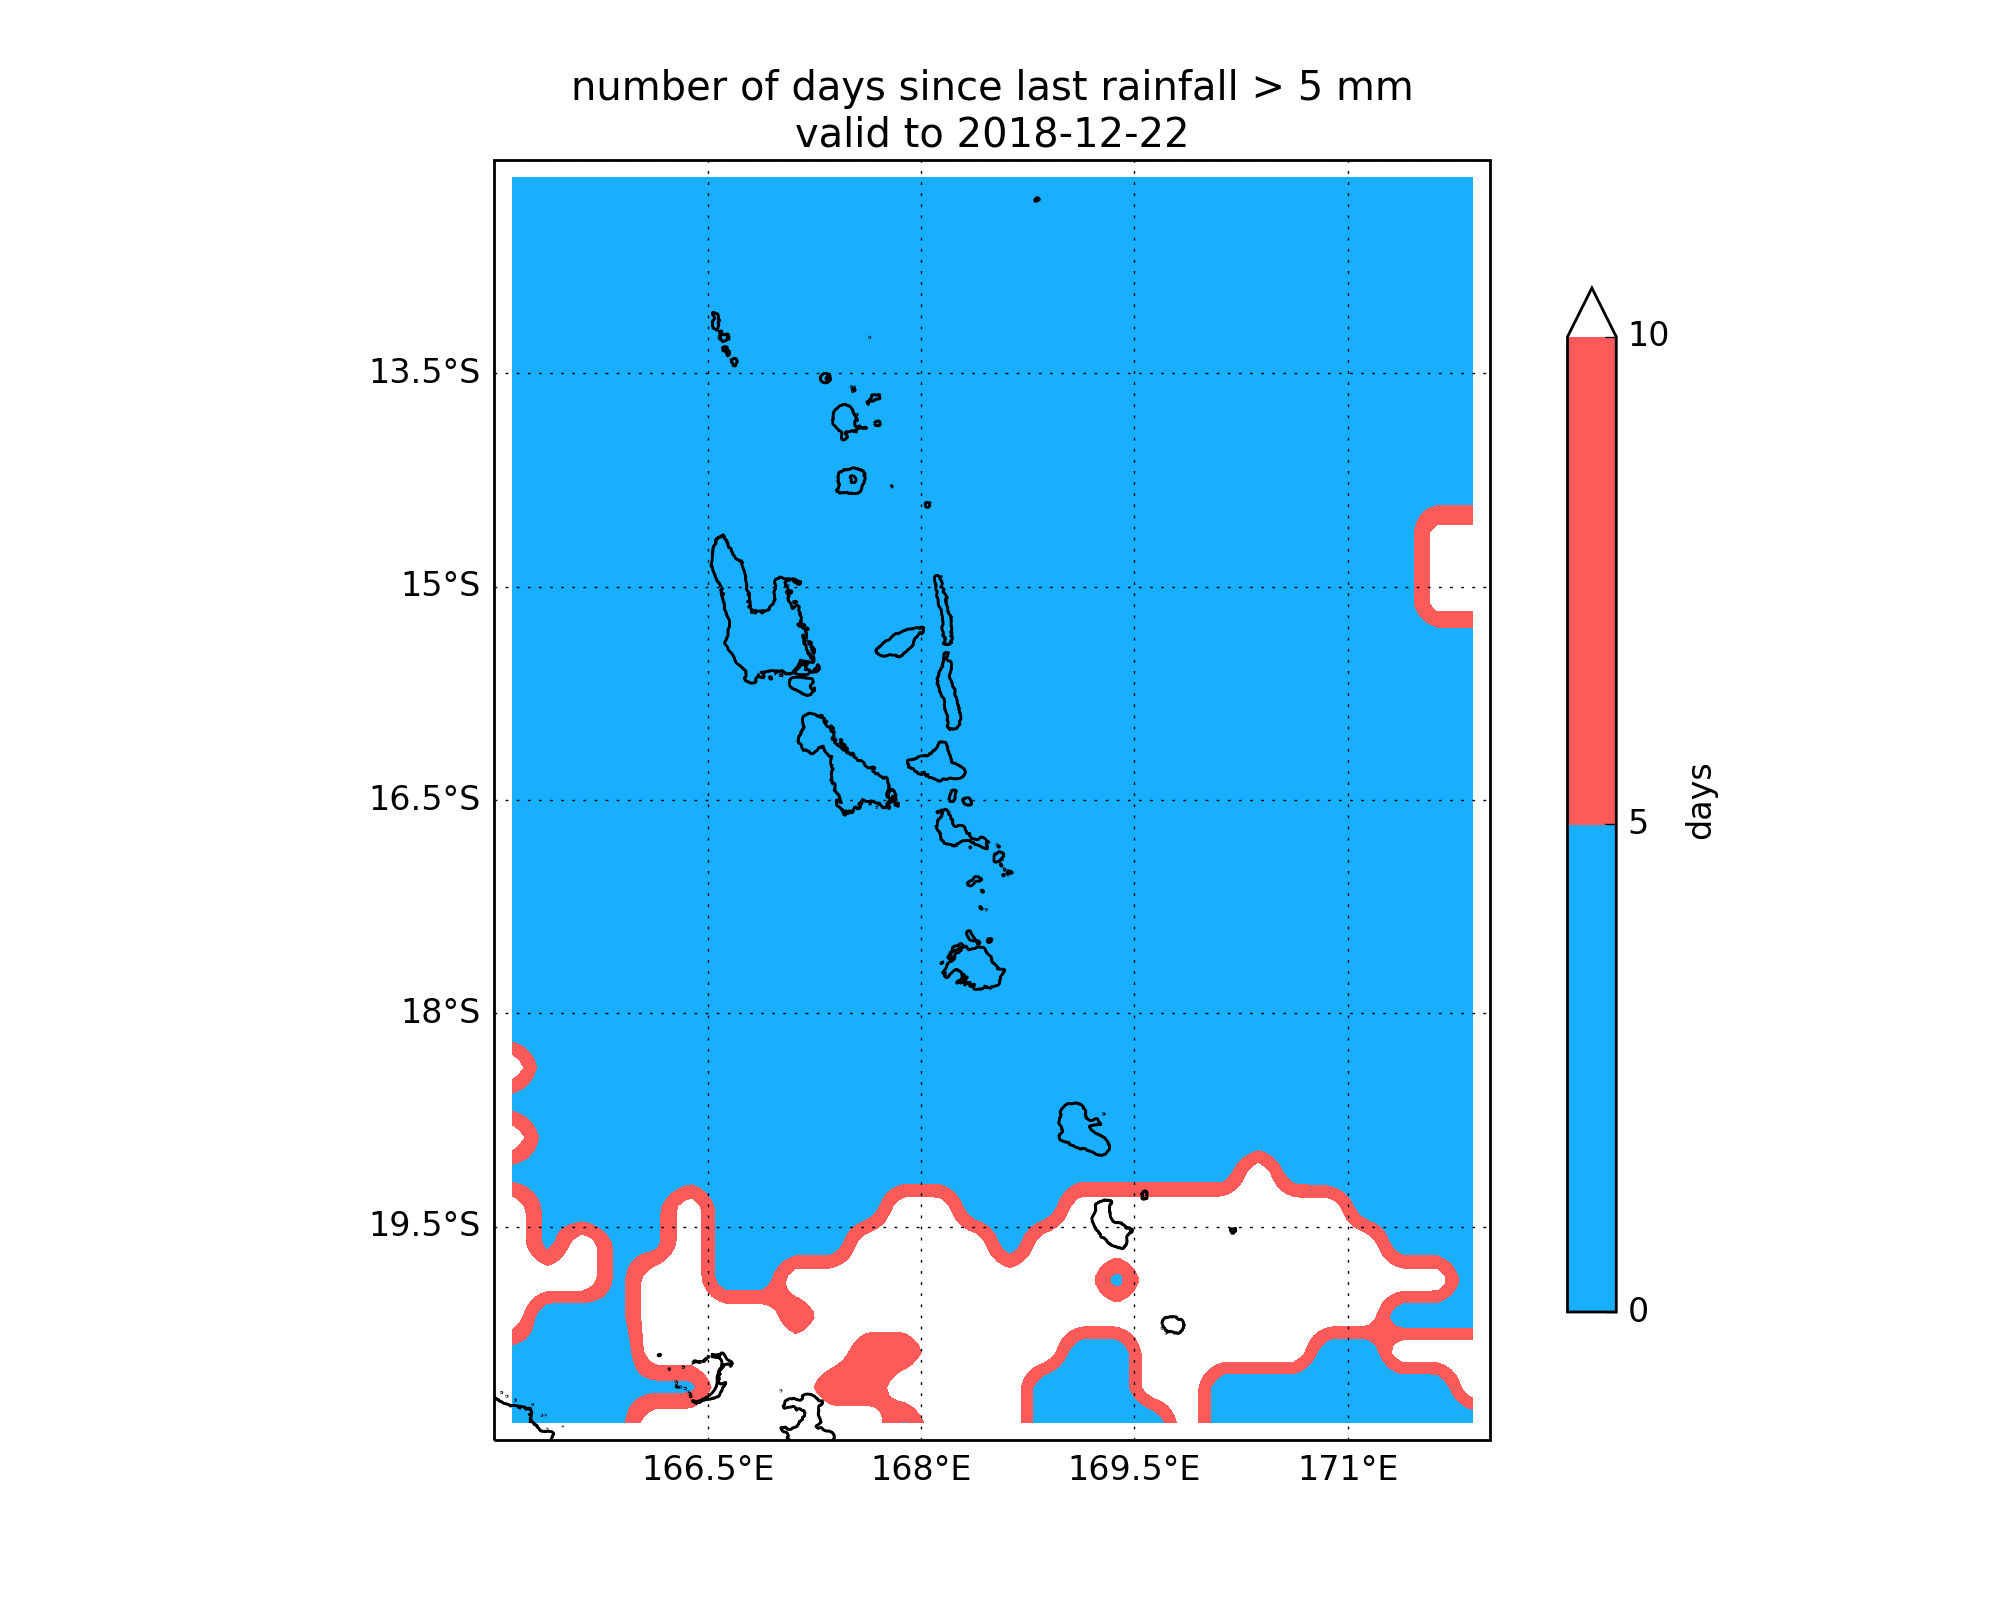 number of days since last rainfall > 5 mm
valid to 2018-12-22
10
13.5°S
15°S
16.5°S
5
days
18°S
19.5°S
0
166.5°E
168°E
169.5°E
171°E